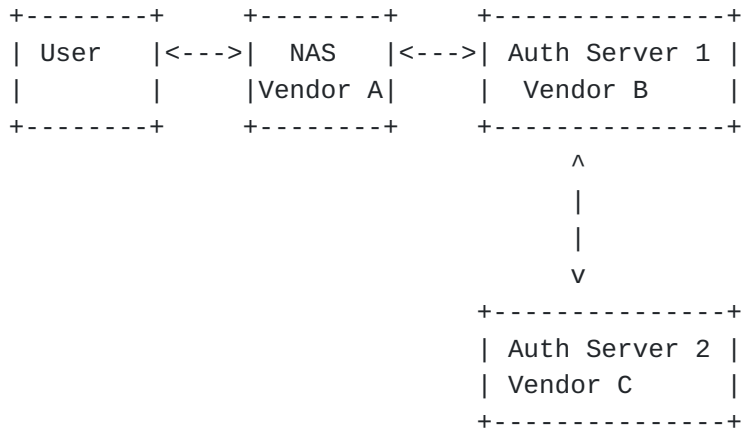 +--------+     +--------+     +---------------+
| User   |<--->|  NAS   |<--->| Auth Server 1 |
|        |     |Vendor A|     |  Vendor B     |
+--------+     +--------+     +---------------+
                                    ^
                                    |
                                    |
                                    v
                              +---------------+
                              | Auth Server 2 |
                              | Vendor C      |
                              +---------------+